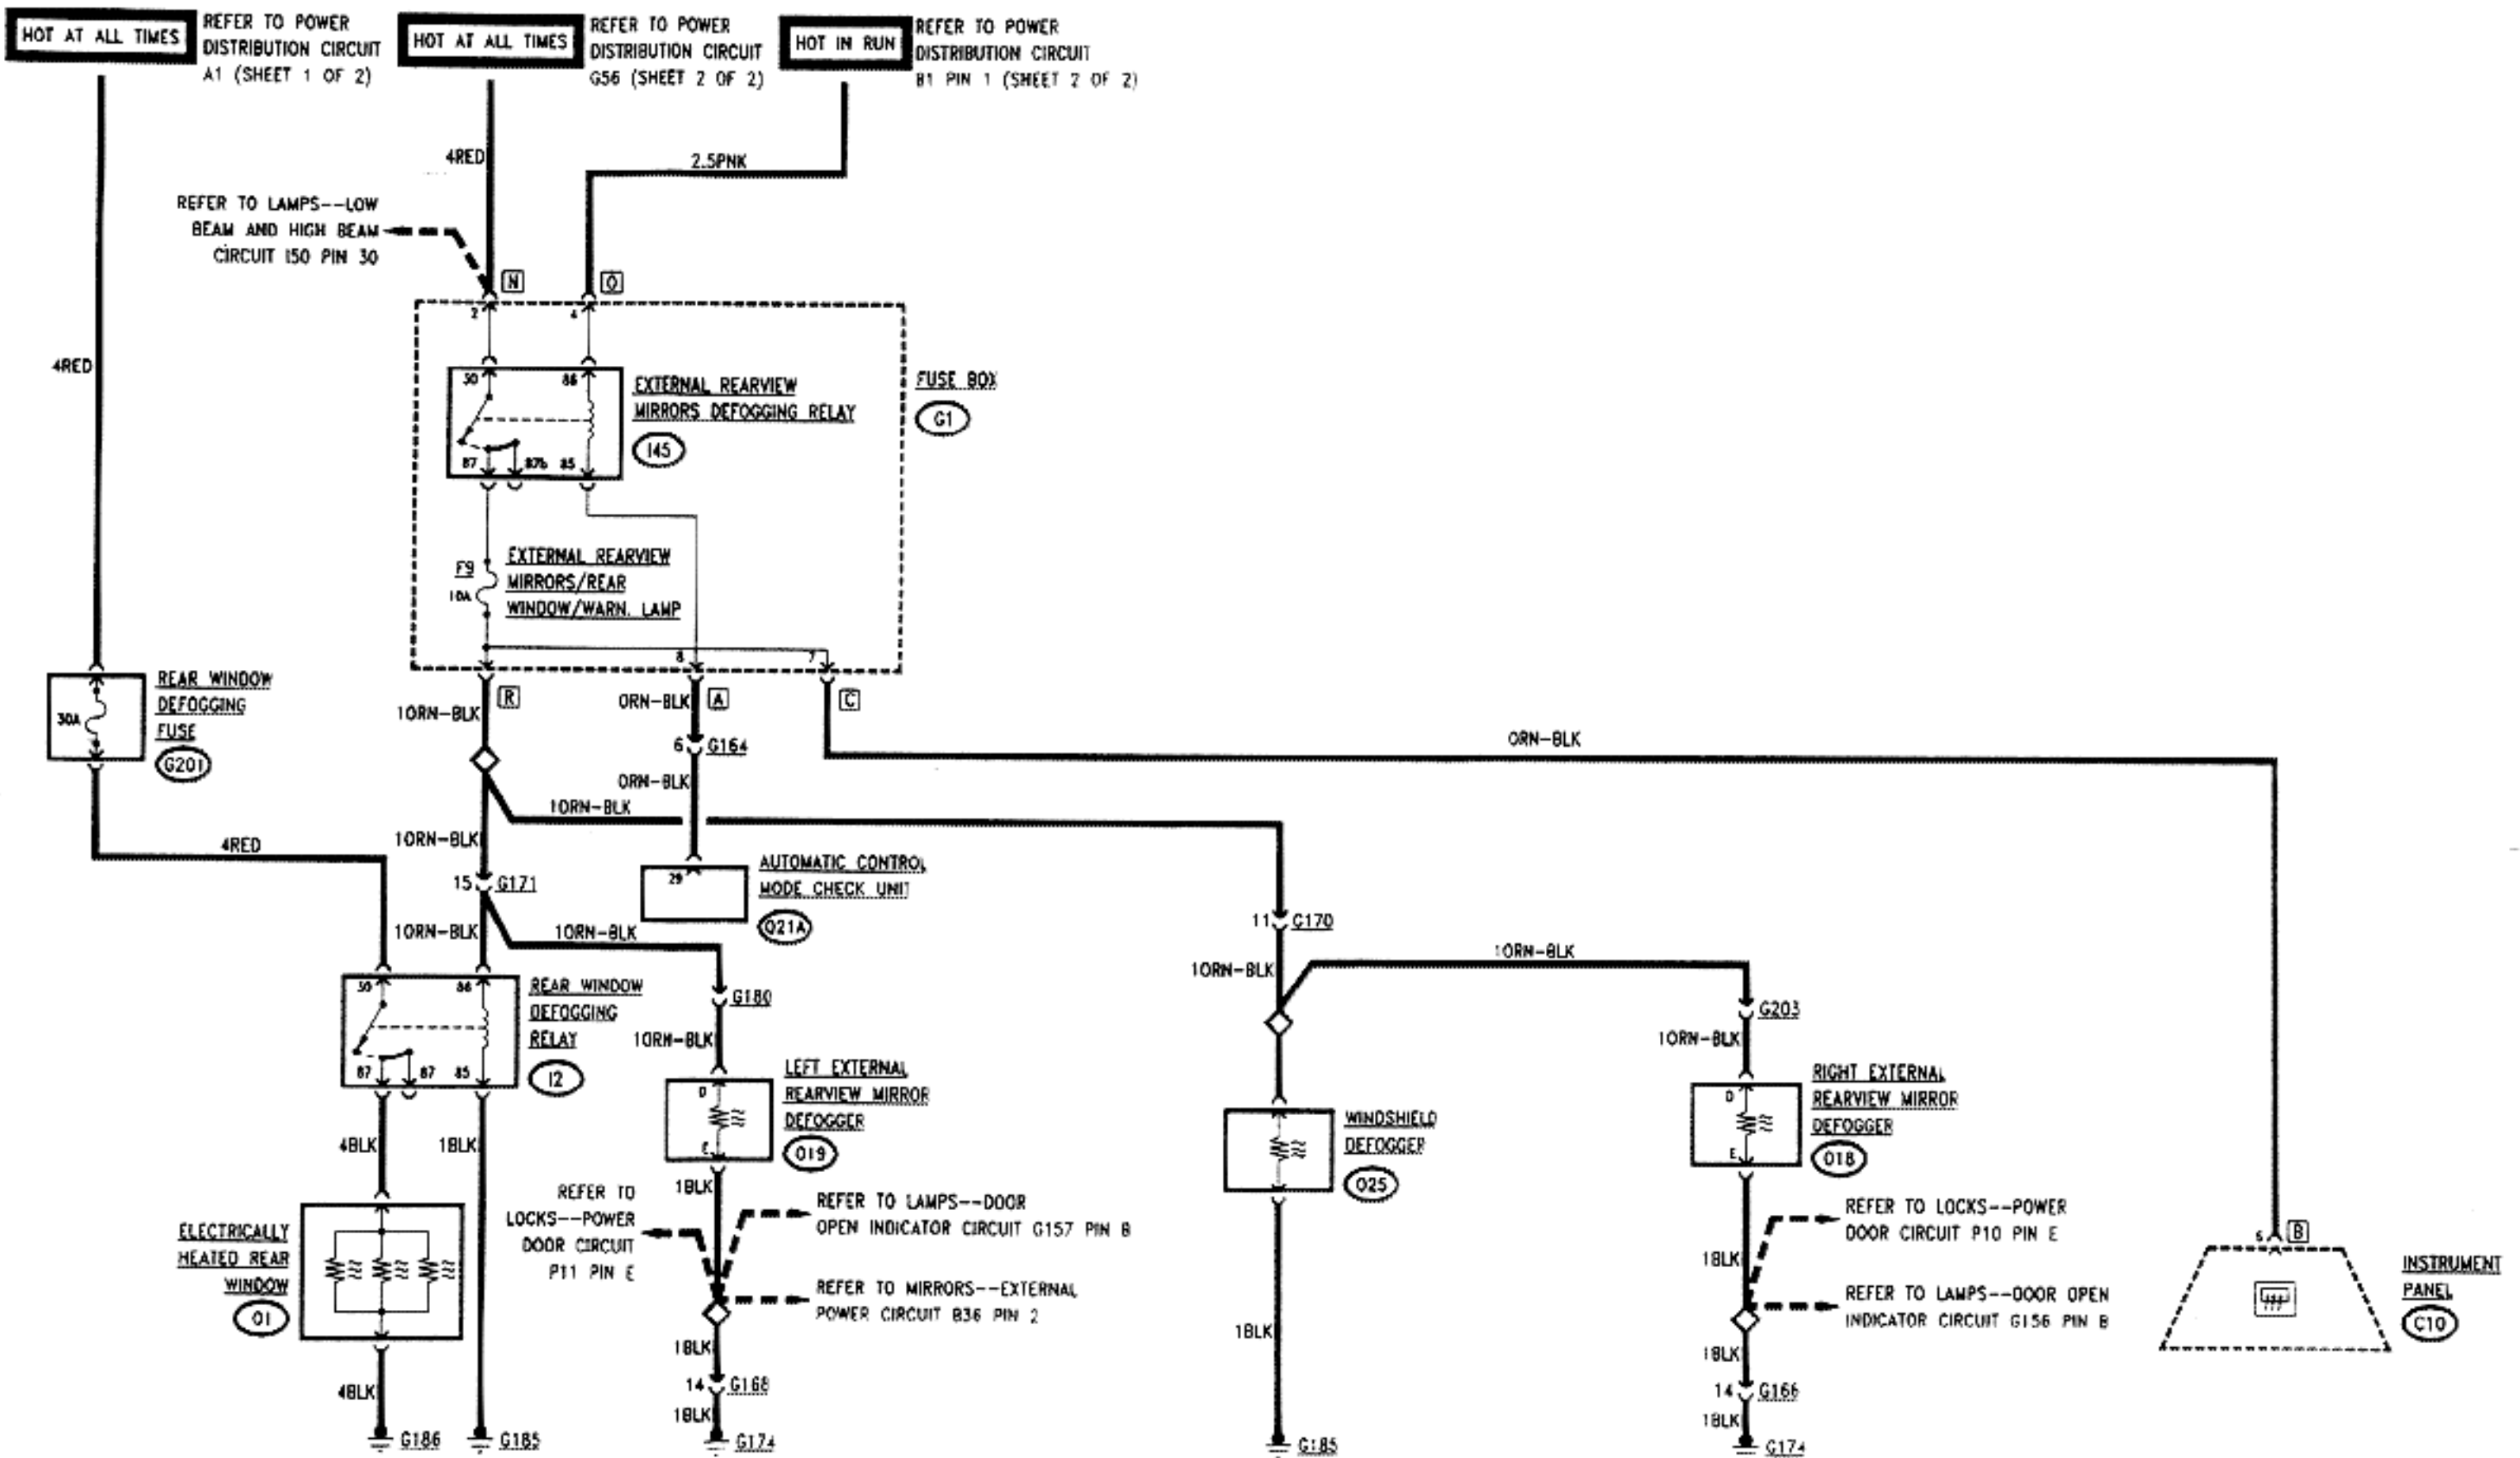 HOT AT ALL TIMES
REFER TO POWER
DISTRIBUTION CIRCUIT
A1 (SHEET 1 OF 2)
HOT AT ALL TIMES
REFER TO POWER
DISTRIBUTION CIRCUIT
G56 (SHEET 2 OF 2)
HOT IN RUN
REFER TO POWER
DISTRIBUTION CIRCUIT
B1 PIN 1 (SHEET 2 OF 2)
4RED
2.5PNK
REFER TO LAMPS--LOW
BEAM AND HIGH BEAM
CIRCUIT I50 PIN 30
N
O
2
4
4RED
30
86
EXTERNAL REARVIEW
MIRRORS DEFOGGING RELAY
I45
87
87b
85
FUSE BOX
G1
F9
10A
EXTERNAL REARVIEW
MIRRORS/REAR
WINDOW/WARN. LAMP
8
7
30A
REAR WINDOW
DEFOGGING
FUSE
G201
1ORN-BLK
R
ORN-BLK
A
C
6
G164
ORN-BLK
ORN-BLK
1ORN-BLK
4RED
1ORN-BLK
15
G171
29
AUTOMATIC CONTROL
MODE CHECK UNIT
O21A
1ORN-BLK
1ORN-BLK
11
G170
1ORN-BLK
1ORN-BLK
30
86
REAR WINDOW
DEFOGGING
RELAY
I2
87
87
85
G180
1ORN-BLK
G203
1ORN-BLK
D
E
LEFT EXTERNAL
REARVIEW MIRROR
DEFOGGER
O19
WINDSHIELD
DEFOGGER
O25
D
E
RIGHT EXTERNAL
REARVIEW MIRROR
DEFOGGER
O18
4BLK
1BLK
1BLK
REFER TO
LOCKS--POWER
DOOR CIRCUIT
P11 PIN E
REFER TO LAMPS--DOOR
OPEN INDICATOR CIRCUIT G157 PIN B
REFER TO MIRRORS--EXTERNAL
POWER CIRCUIT B36 PIN 2
REFER TO LOCKS--POWER
DOOR CIRCUIT P10 PIN E
1BLK
REFER TO LAMPS--DOOR OPEN
INDICATOR CIRCUIT G156 PIN B
6
B
INSTRUMENT
PANEL
C10
ELECTRICALLY
HEATED REAR
WINDOW
O1
1BLK
1BLK
1BLK
14
G168
14
G166
4BLK
1BLK
1BLK
G186
G185
G174
G185
G174